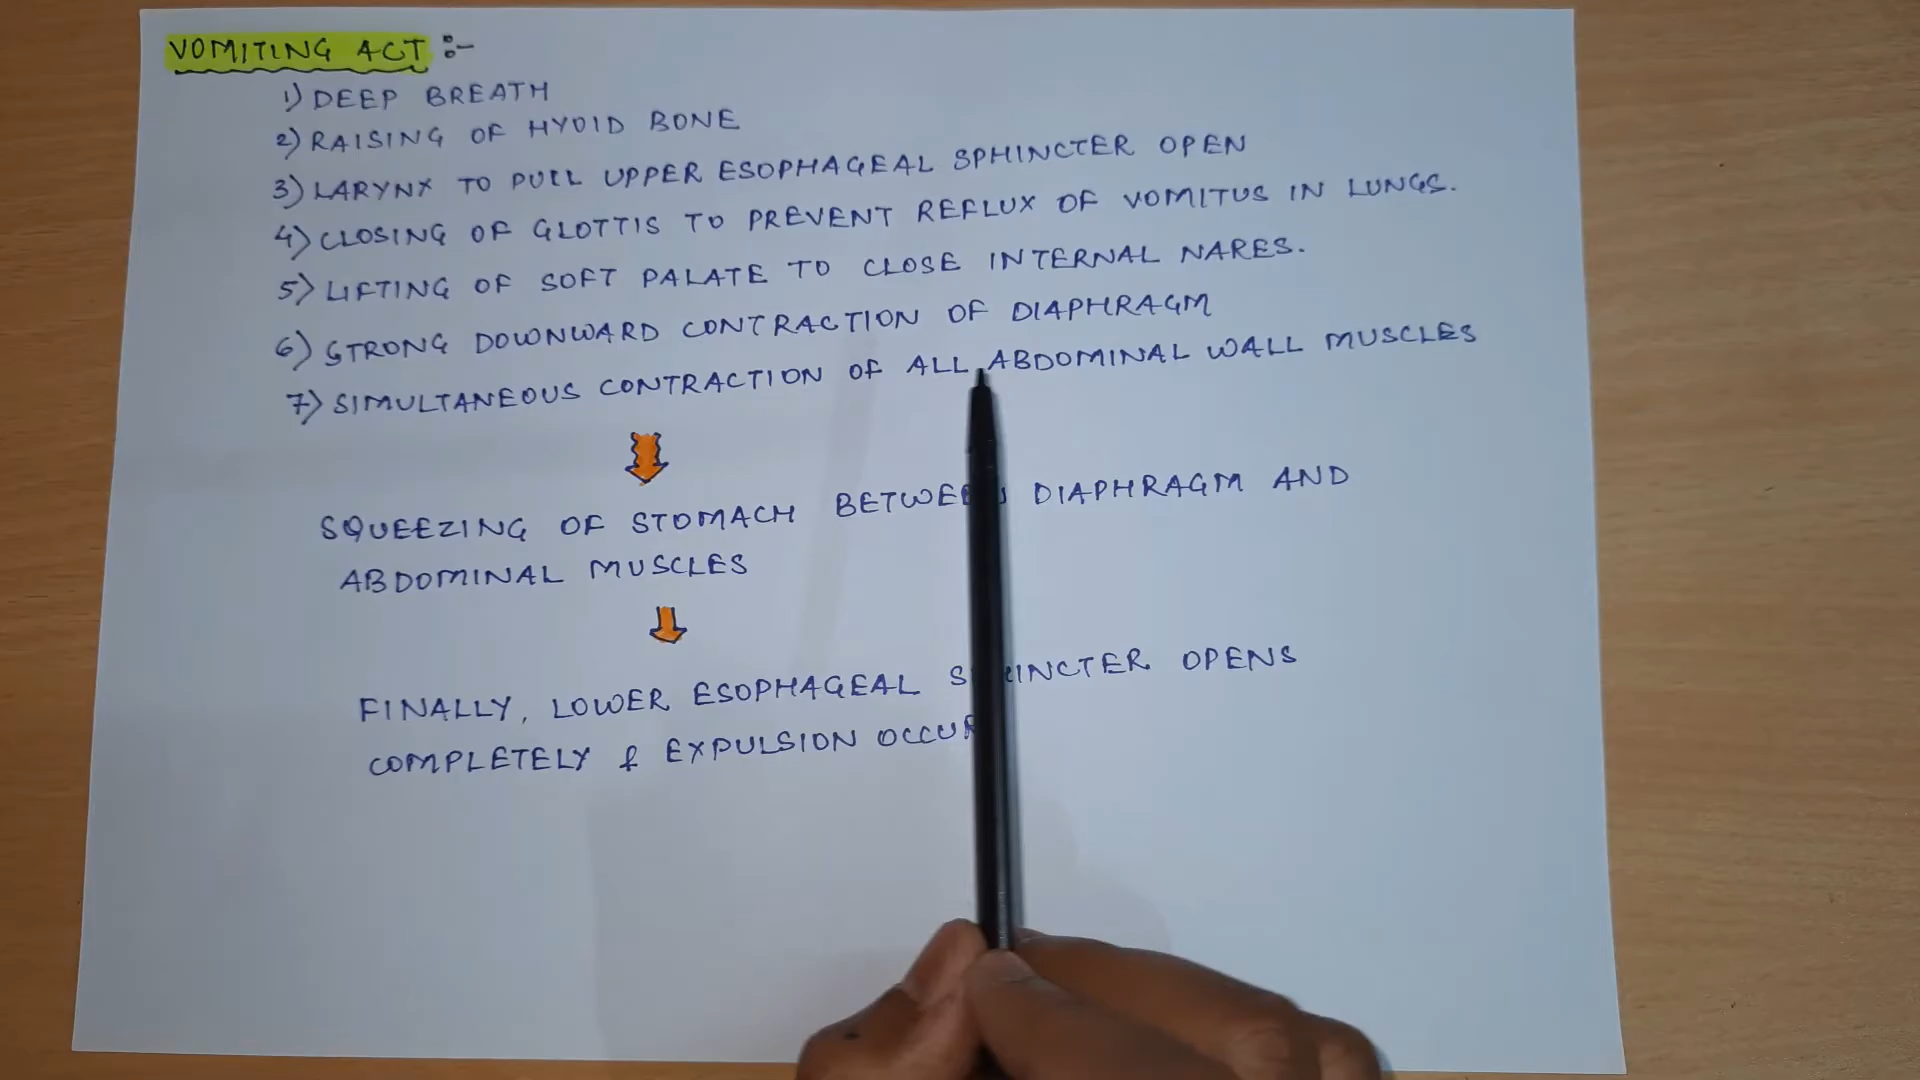 VOMITING ACT :-
1) DEEP BREATH
2) RAISING OF HYOID BONE
3) LARYNX TO PULL UPPER ESOPHAGEAL SPHINCTER OPEN
4) CLOSING OF GLOTTIS TO PREVENT REFLUX OF VOMITUS IN LUNGS.
5) LIFTING OF SOFT PALATE TO CLOSE INTERNAL NARES.
6) STRONG DOWNWARD CONTRACTION OF DIAPHRAGM
7) SIMULTANEOUS CONTRACTION OF ALL ABDOMINAL WALL MUSCLES
SQUEEZING OF STOMACH BETWEEN DIAPHRAGM AND
ABDOMINAL MUSCLES
FINALLY, LOWER ESOPHAGEAL SPHINCTER OPENS
COMPLETELY & EXPULSION OCCUR